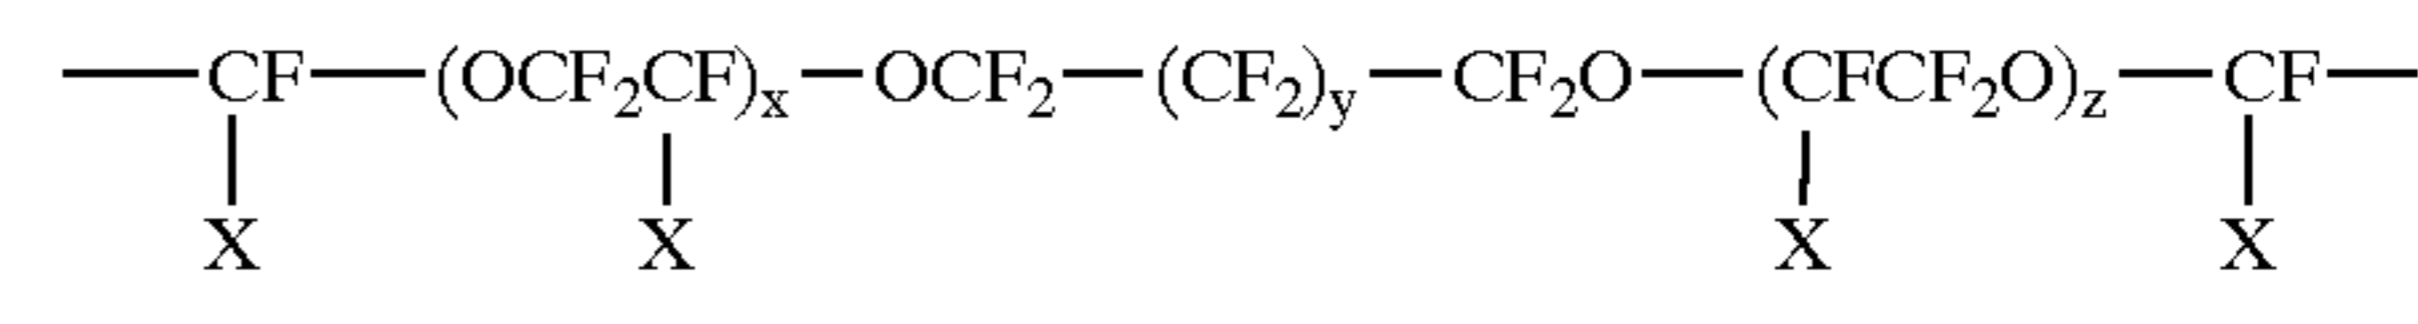 —CF—(OCF₂CF)ₓ—OCF₂—(CF₂)ᵧ—CF₂O—(CFCF₂O)z—CF—
X X X X